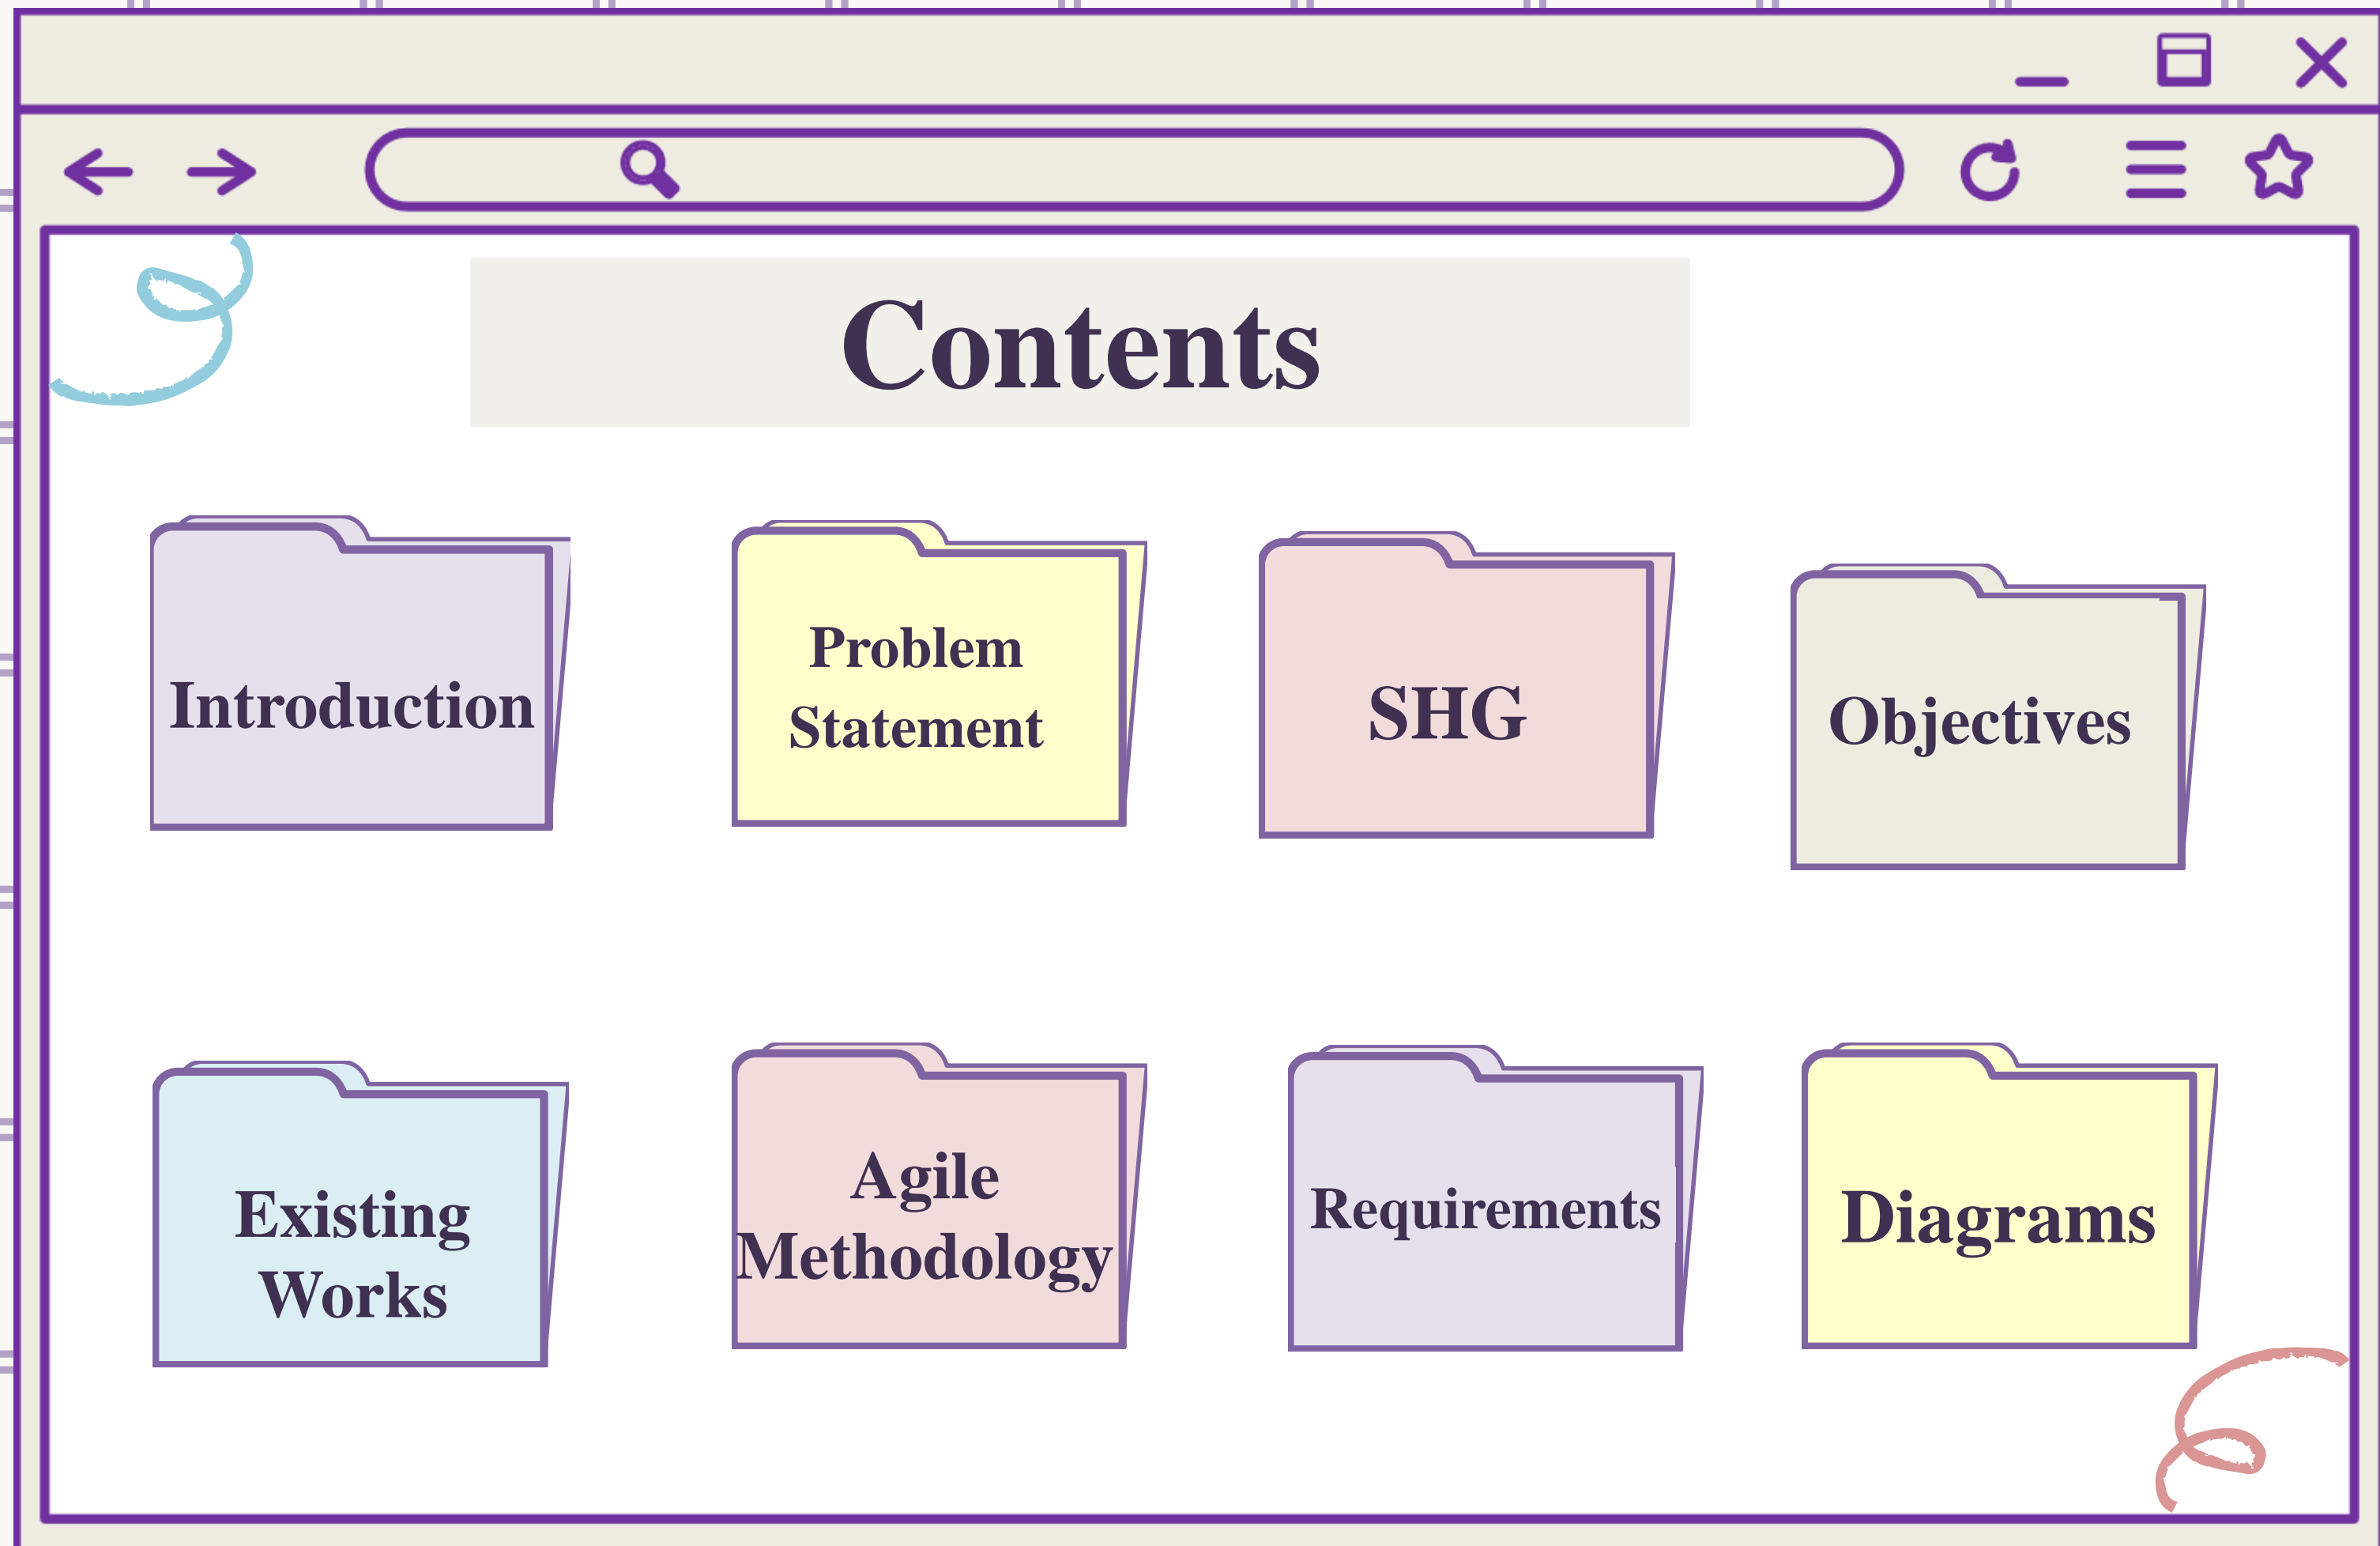 Contents
Introduction
Problem
Statement
SHG
Objectives
Existing
Works
Agile
Methodology
Requirements
Diagrams